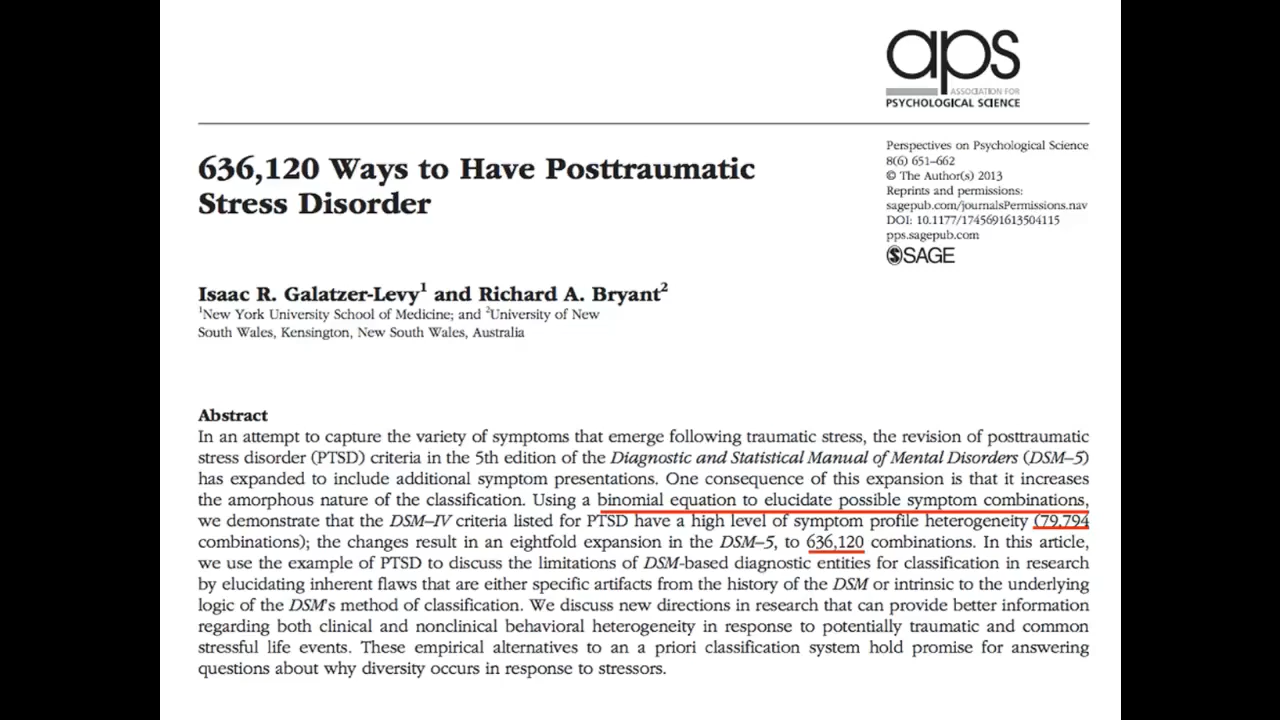 aps
ASSOCIATION FOR
PSYCHOLOGICAL SCIENCE
636,120 Ways to Have Posttraumatic
Stress Disorder
Perspectives on Psychological Science
8(6) 651–662
© The Author(s) 2013
Reprints and permissions:
sagepub.com/journalsPermissions.nav
DOI: 10.1177/1745691613504115
pps.sagepub.com
SAGE
Isaac R. Galatzer-Levy1 and Richard A. Bryant2
1New York University School of Medicine; and 2University of New
South Wales, Kensington, New South Wales, Australia
Abstract
In an attempt to capture the variety of symptoms that emerge following traumatic stress, the revision of posttraumatic
stress disorder (PTSD) criteria in the 5th edition of the Diagnostic and Statistical Manual of Mental Disorders (DSM–5)
has expanded to include additional symptom presentations. One consequence of this expansion is that it increases
the amorphous nature of the classification. Using a binomial equation to elucidate possible symptom combinations,
we demonstrate that the DSM–IV criteria listed for PTSD have a high level of symptom profile heterogeneity (79,794
combinations); the changes result in an eightfold expansion in the DSM–5, to 636,120 combinations. In this article,
we use the example of PTSD to discuss the limitations of DSM-based diagnostic entities for classification in research
by elucidating inherent flaws that are either specific artifacts from the history of the DSM or intrinsic to the underlying
logic of the DSM's method of classification. We discuss new directions in research that can provide better information
regarding both clinical and nonclinical behavioral heterogeneity in response to potentially traumatic and common
stressful life events. These empirical alternatives to an a priori classification system hold promise for answering
questions about why diversity occurs in response to stressors.